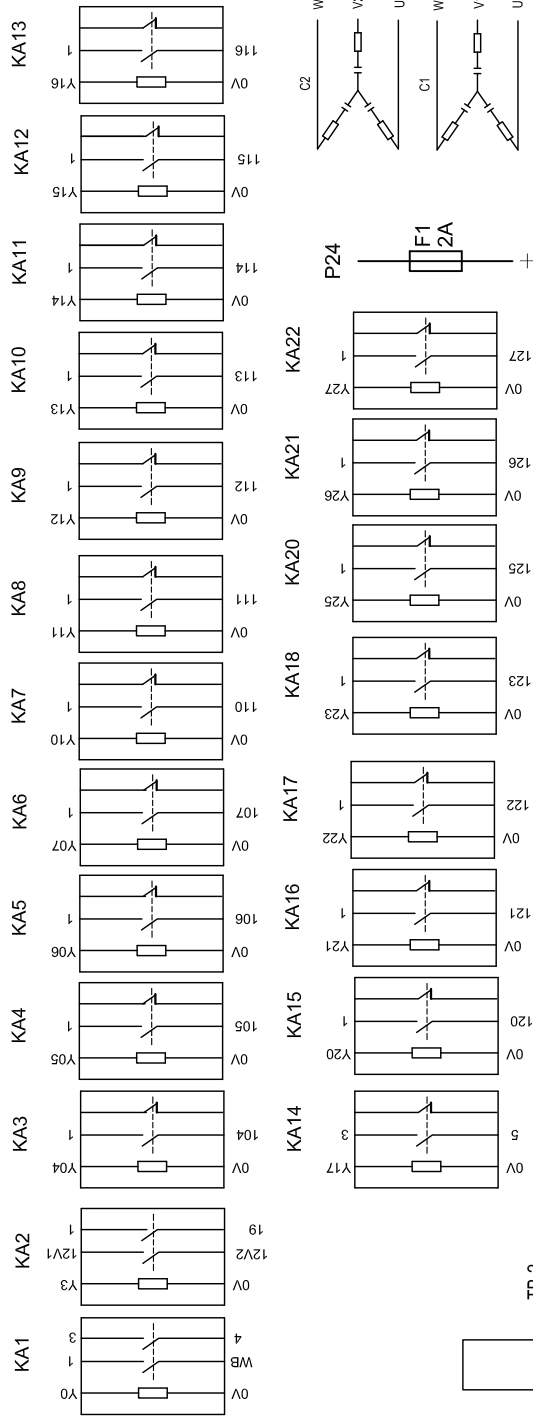 KA13
Y16 1
0V 116
KA12
Y15 1
0V 115
KA11
Y14 1
0V 114
KA10
Y13 1
0V 113
KA9
Y12 1
0V 112
KA8
Y11 1
0V 111
KA7
Y10 1
0V 110
KA6
Y07 1
0V 107
KA5
Y06 1
0V 106
KA4
Y05 1
0V 105
KA3
Y04 1
0V 104
KA2
Y3 12V1 1
0V 12V2 19
KA1
Y0 1 3
0V WB 4
C2
U
C1
W
V
U
P24
F1
2A
+
KA22
Y27 1
0V 127
KA21
Y26 1
0V 126
KA20
Y25 1
0V 125
KA18
Y23 1
0V 123
KA17
Y22 1
0V 122
KA16
Y21 1
0V 121
KA15
Y20 1
0V 120
KA14
Y17 3
0V 5